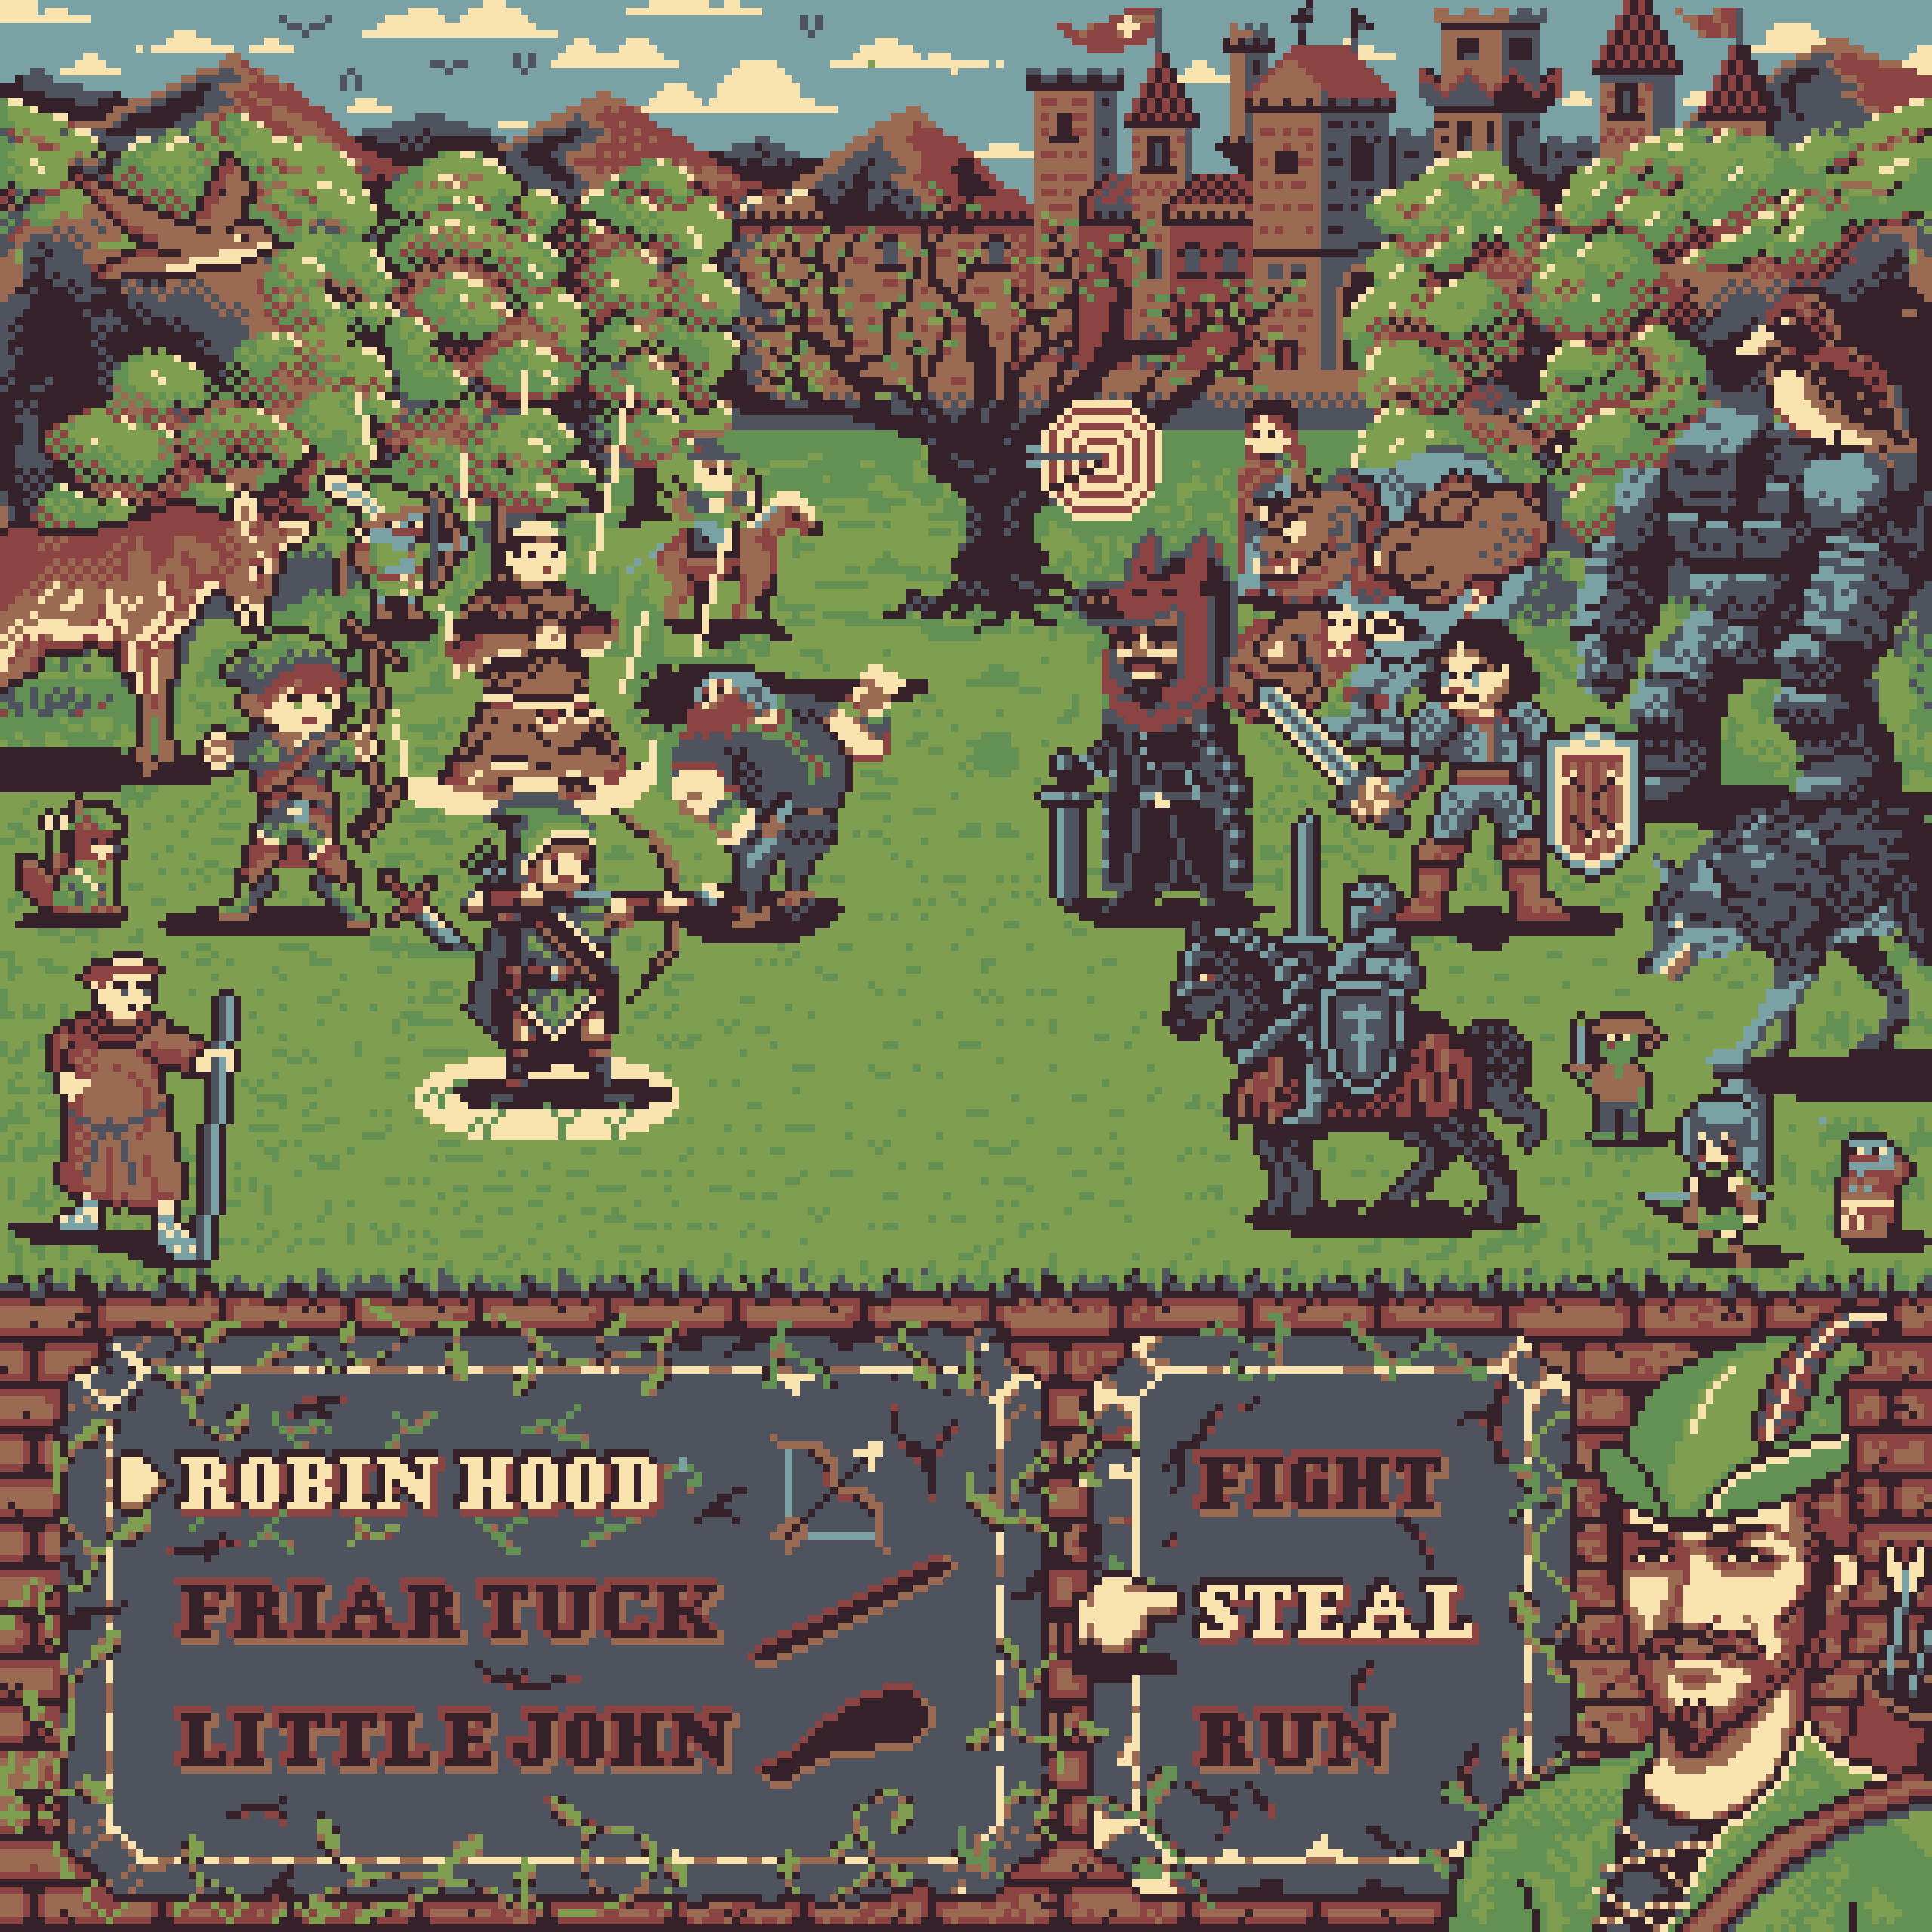 ROBIN HOOD
FRIAR TUCK
LITTLE JOHN
FIGHT
STEAL
RUN